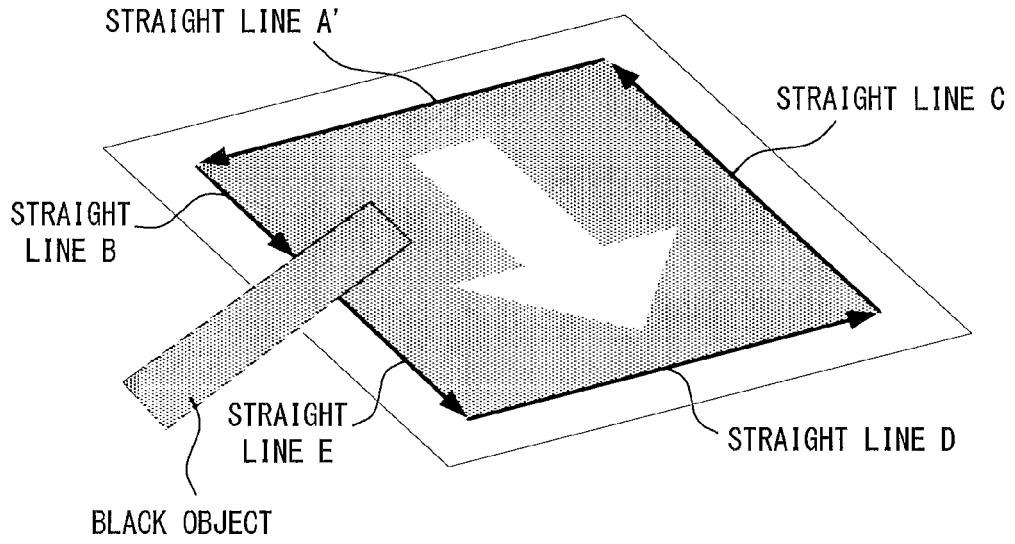 STRAIGHT LINE A'
STRAIGHT LINE C
STRAIGHT
LINE B
STRAIGHT
LINE E
STRAIGHT LINE D
BLACK OBJECT